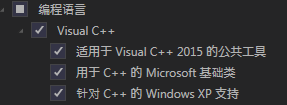 编程语言
Visual C++
适用于 Visual C++ 2015 的公共工具
用于 C++ 的 Microsoft 基础类
针对 C++ 的 Windows XP 支持